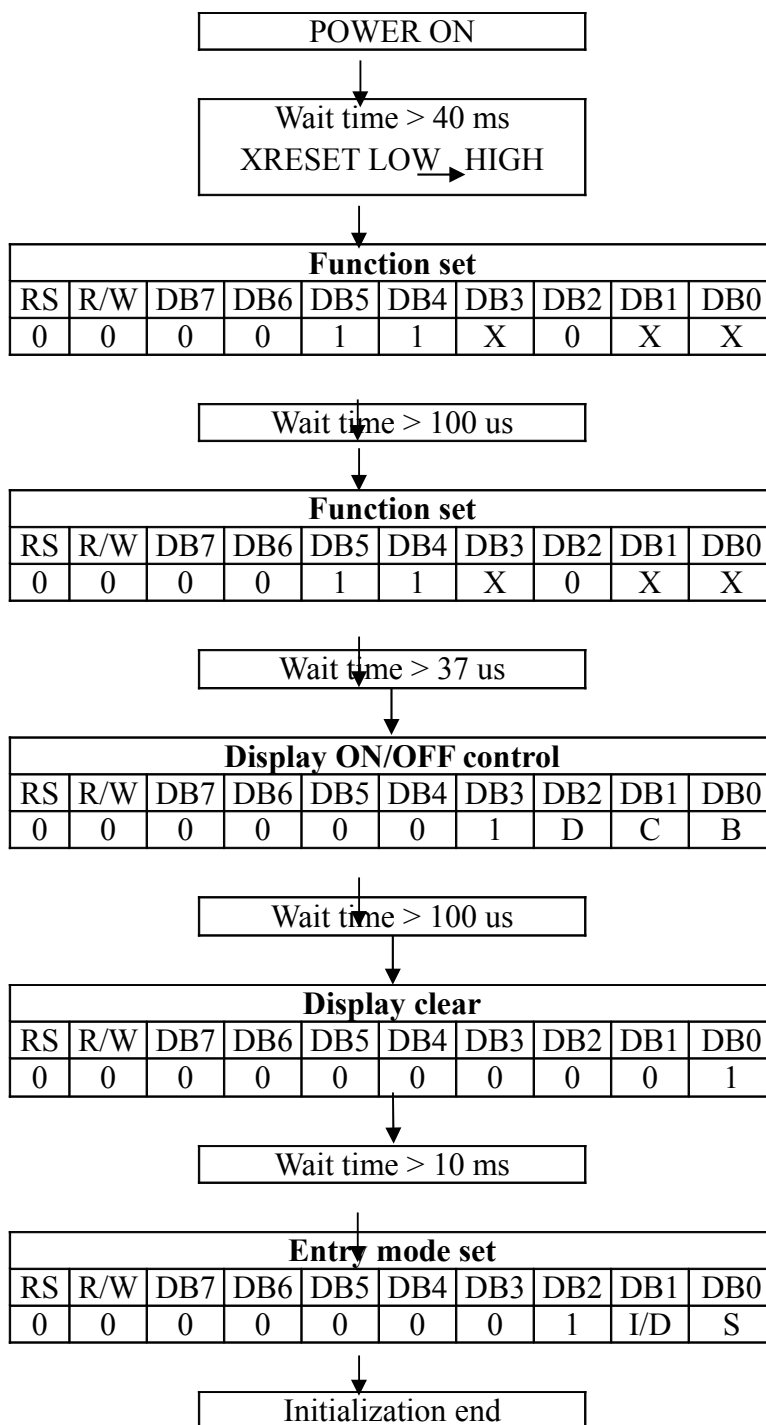 POWER ON
Wait time > 40 ms
XRESET LOW HIGH
Function set
RS R/W DB7 DB6 DB5 DB4 DB3 DB2 DB1 DB0
0 0 0 0 1 1 X 0 X X
Wait time > 100 us
Function set
RS R/W DB7 DB6 DB5 DB4 DB3 DB2 DB1 DB0
0 0 0 0 1 1 X 0 X X
Wait time > 37 us
Display ON/OFF control
RS R/W DB7 DB6 DB5 DB4 DB3 DB2 DB1 DB0
0 0 0 0 0 0 1 D C B
Wait time > 100 us
Display clear
RS R/W DB7 DB6 DB5 DB4 DB3 DB2 DB1 DB0
0 0 0 0 0 0 0 0 0 1
Wait time > 10 ms
Entry mode set
RS R/W DB7 DB6 DB5 DB4 DB3 DB2 DB1 DB0
0 0 0 0 0 0 0 1 I/D S
Initialization end